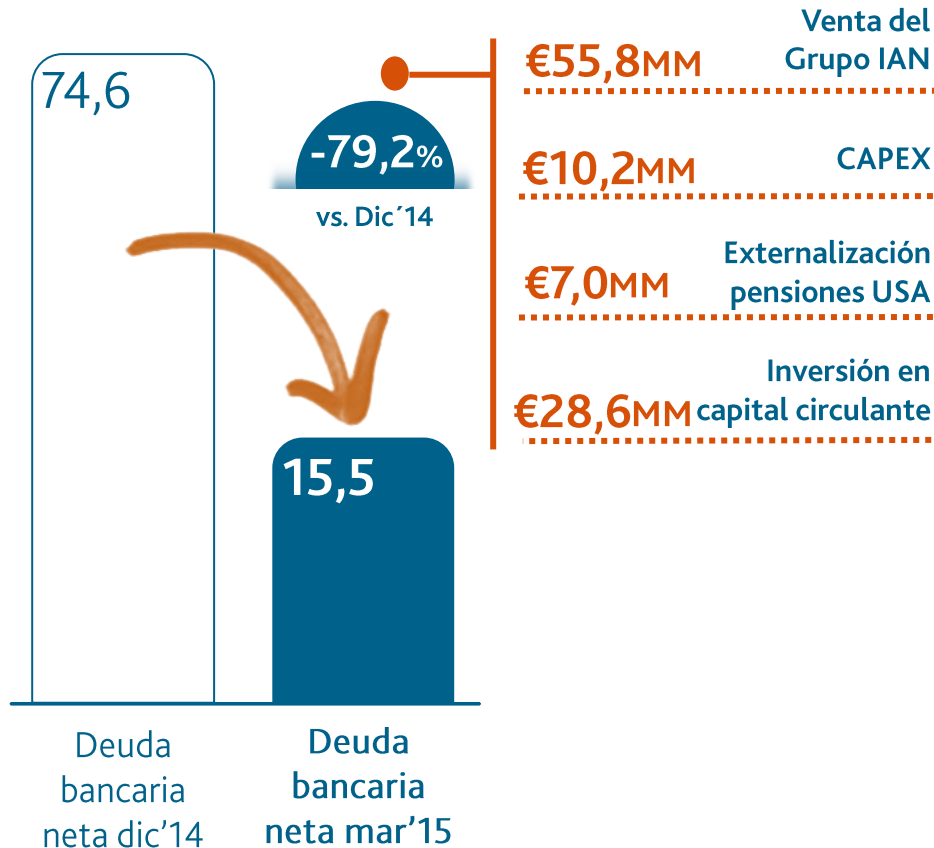 74,6
-79,2%
vs. Dic´14
15,5
Deuda
bancaria
neta dic’14
Deuda
bancaria
neta mar’15
€55,8MM
Venta del
Grupo IAN
€10,2MM
CAPEX
€7,0MM
Externalización
pensiones USA
€28,6MM
Inversión en
capital circulante